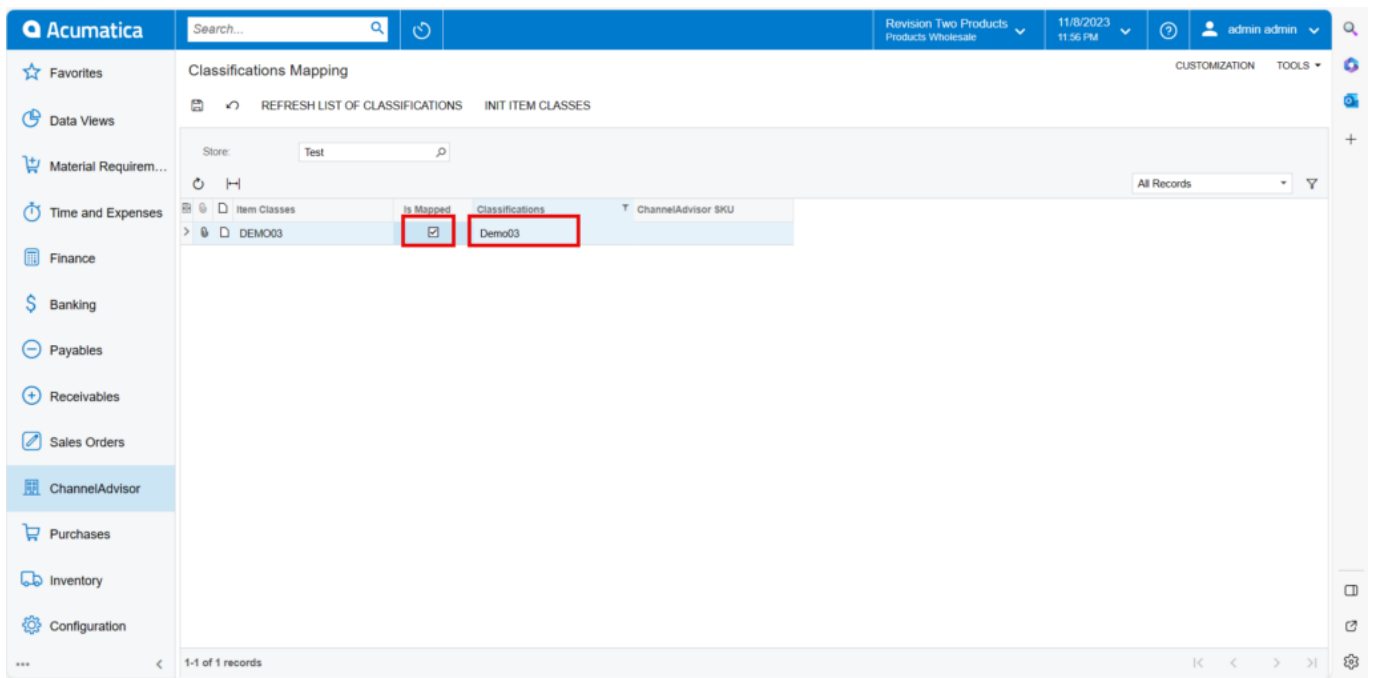 Acumatica
Search...
Revision Two Products
Products Wholesale
11/8/2023
11:56 PM
admin admin
Favorites
Data Views
Material Requirem...
Time and Expenses
Finance
Banking
Payables
Receivables
Sales Orders
ChannelAdvisor
Purchases
Inventory
Configuration
Classifications Mapping
CUSTOMIZATION TOOLS
REFRESH LIST OF CLASSIFICATIONS INIT ITEM CLASSES
Store: Test
All Records
Item Classes Is Mapped Classifications ChannelAdvisor SKU
DEMO03 Demo03
1-1 of 1 records